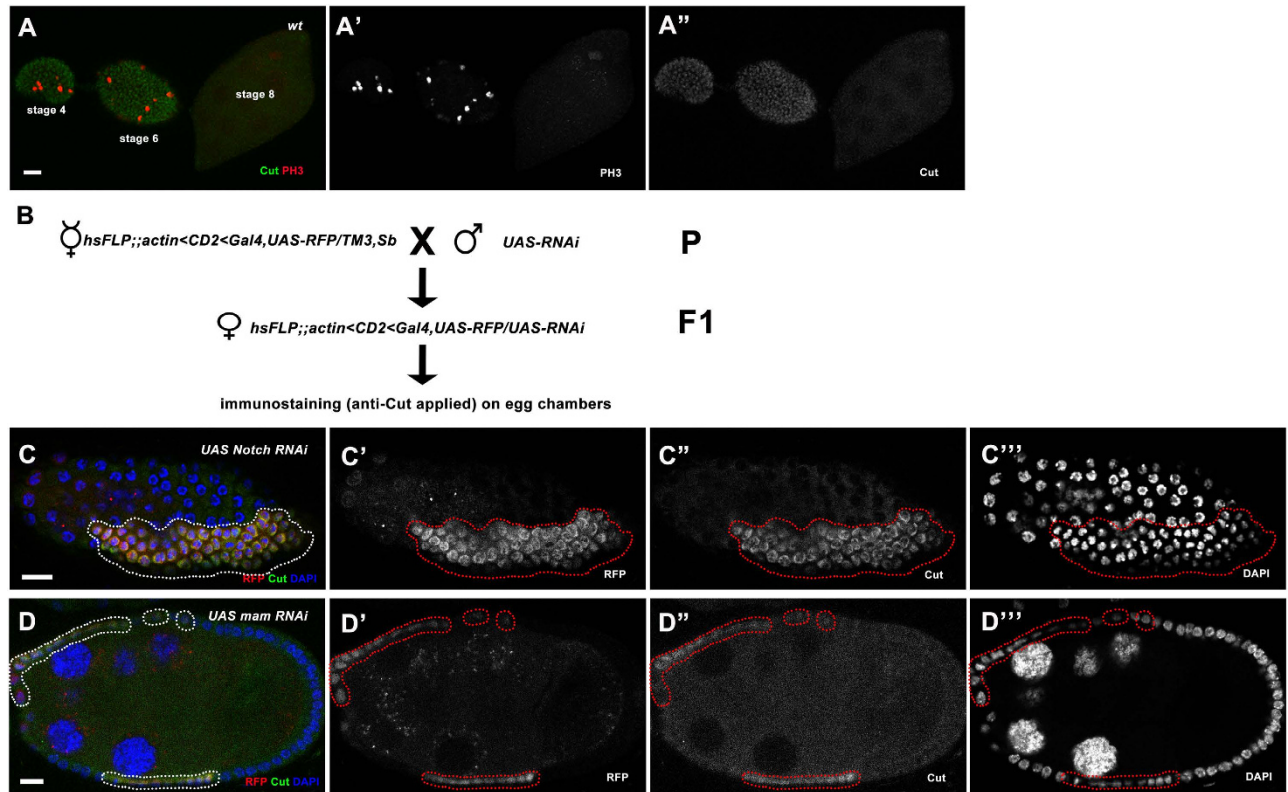 A wt A' A"
stage 4 stage 6 stage 8
Cut PH3 PH3 Cut
B
hsFLP;;actin<CD2<Gal4,UAS-RFP/TM3,Sb X UAS-RNAi P
hsFLP;;actin<CD2<Gal4,UAS-RFP/UAS-RNAi F1
immunostaining (anti-Cut applied) on egg chambers
C UAS Notch RNAi C' C" C'"
RFP Cut DAPI RFP Cut DAPI
D UAS mam RNAi D' D" D'"
RFP Cut DAPI RFP Cut DAPI